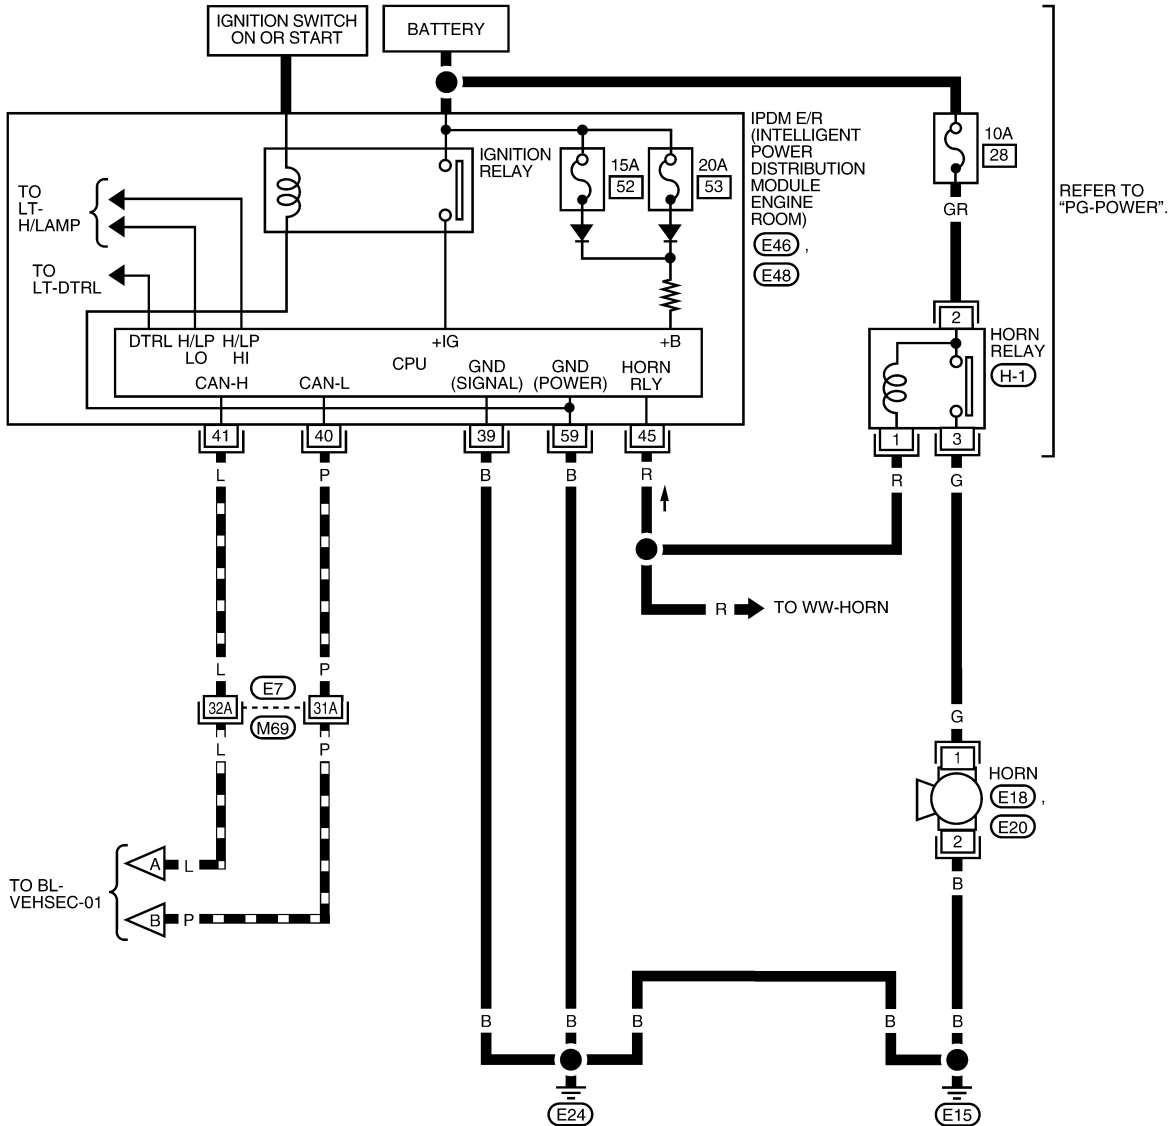 IGNITION SWITCH
ON OR START
BATTERY
IPDM E/R
(INTELLIGENT
POWER
DISTRIBUTION
MODULE
ENGINE
ROOM)
E46 ,
E48
10A
28
REFER TO
“PG-POWER”.
IGNITION
RELAY
15A
52
20A
53
TO
LT-
H/LAMP
TO
LT-DTRL
GR
2
HORN
RELAY
H-1
DTRL H/LP
LO
H/LP
HI
+IG
+B
CPU
CAN-H
CAN-L
GND
(SIGNAL)
GND
(POWER)
HORN
RLY
41
40
39
59
45
1
3
L
P
B
B
R
R
G
R
TO WW-HORN
L
P
E7
32A
31A
M69
L
P
G
1
HORN
E18 ,
E20
2
B
TO BL-
VEHSEC-01
A
L
B
P
B
B
B
B
B
E24
E15